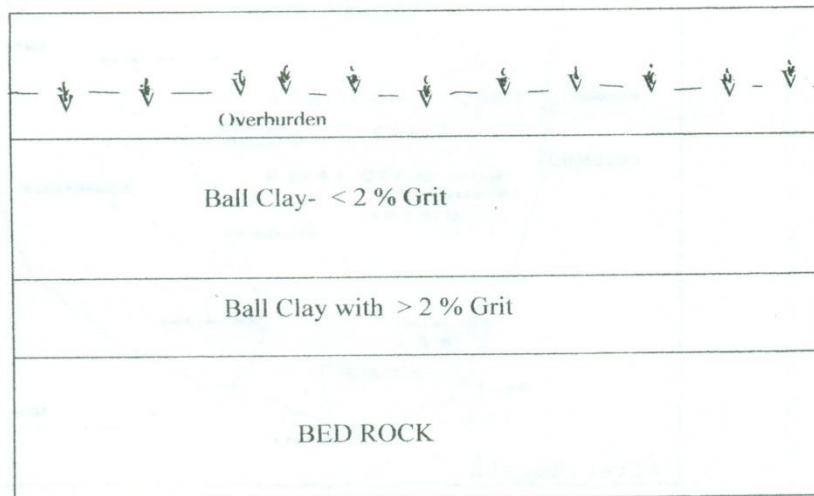 Overburden
Ball Clay- < 2 % Grit
Ball Clay with > 2 % Grit
BED ROCK